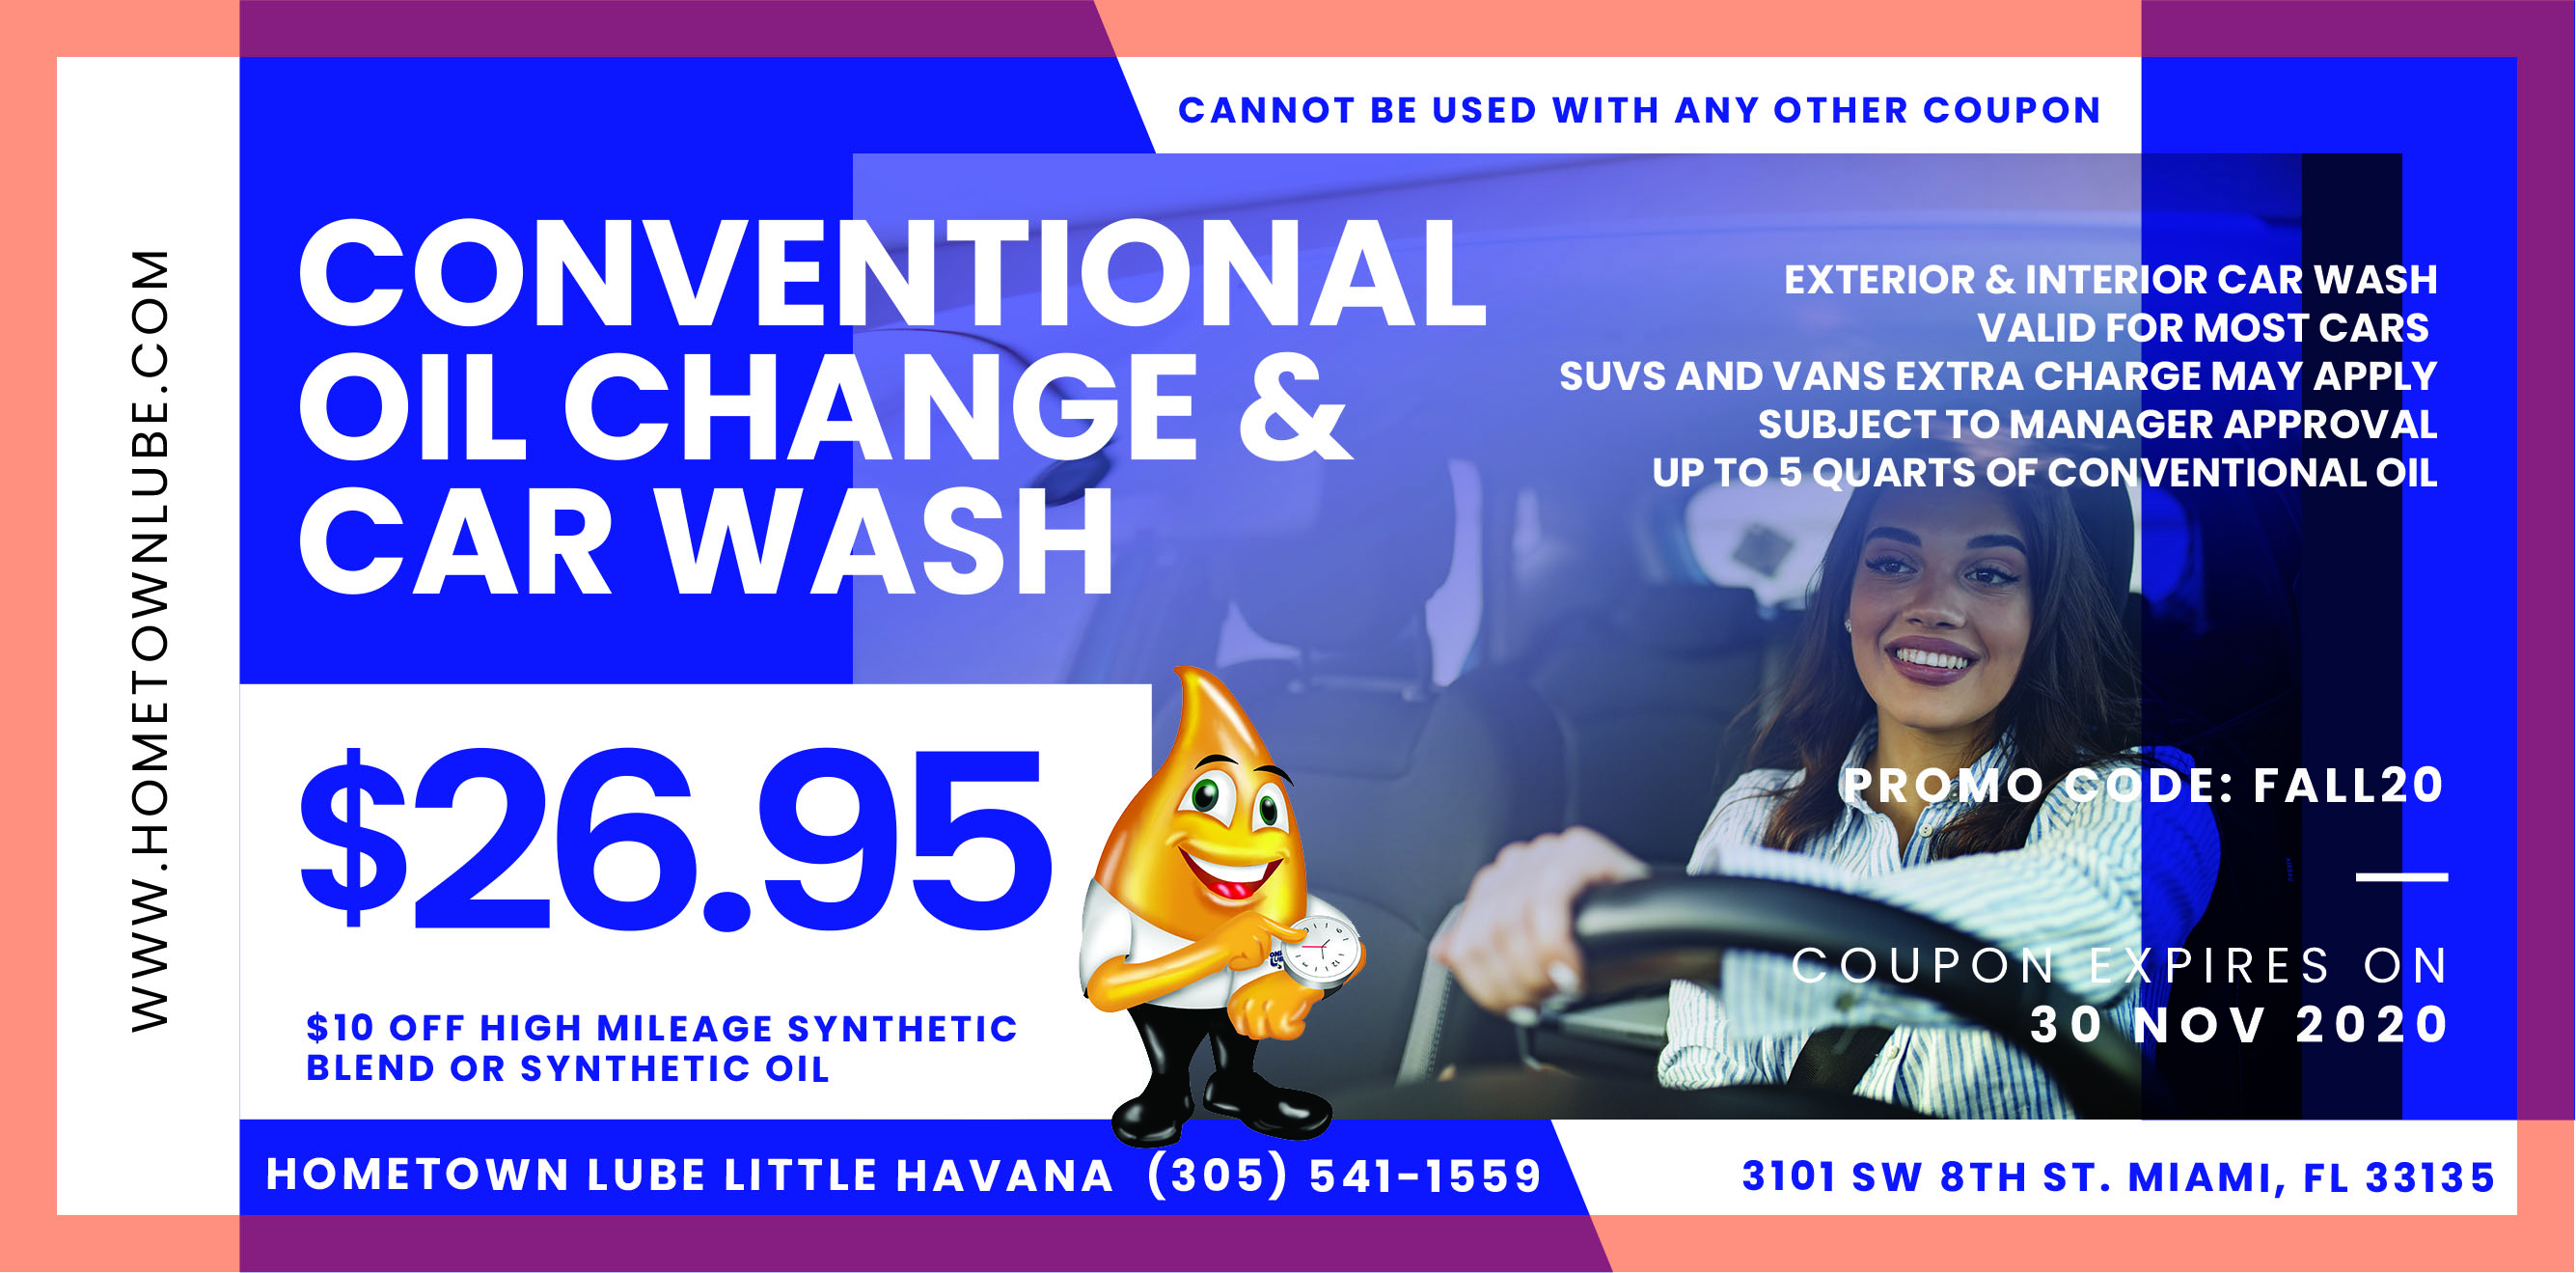 CANNOT BE USED WITH ANY OTHER COUPON
WWW.HOMETOWNLUBE.COM
CONVENTIONAL
OIL CHANGE &
CAR WASH
EXTERIOR & INTERIOR CAR WASH
VALID FOR MOST CARS
SUVS AND VANS EXTRA CHARGE MAY APPLY
SUBJECT TO MANAGER APPROVAL
UP TO 5 QUARTS OF CONVENTIONAL OIL
$26.95
$10 OFF HIGH MILEAGE SYNTHETIC
BLEND OR SYNTHETIC OIL
PROMO CODE: FALL20
COUPON EXPIRES ON
30 NOV 2020
HOMETOWN LUBE LITTLE HAVANA (305) 541-1559
3101 SW 8TH ST. MIAMI, FL 33135